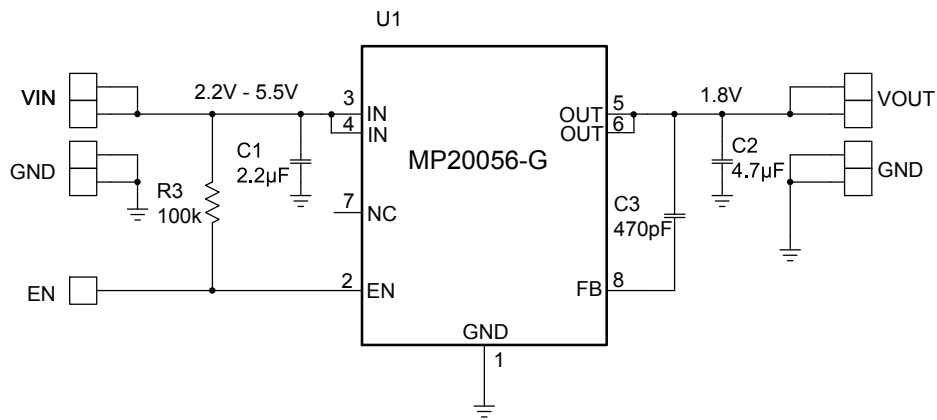 U1
VIN
2.2V - 5.5V
3
IN
4
IN
OUT
5
OUT
6
1.8V
VOUT
GND
C1
2.2µF
MP20056-G
C2
4.7µF
GND
R3
100k
7
NC
C3
470pF
EN
2
EN
FB
8
GND
1